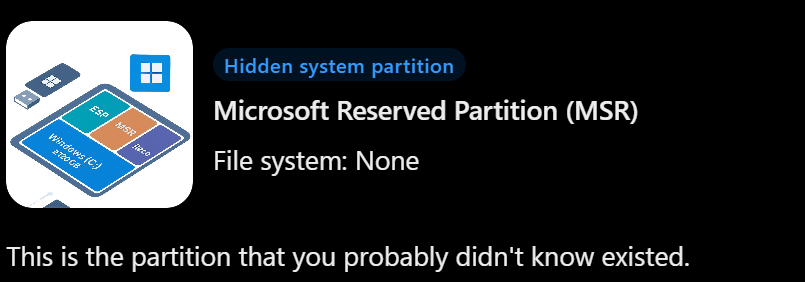 Hidden system partition
Microsoft Reserved Partition (MSR)
File system: None
ESP
MSR
Windows (C:)
This is the partition that you probably didn't know existed.